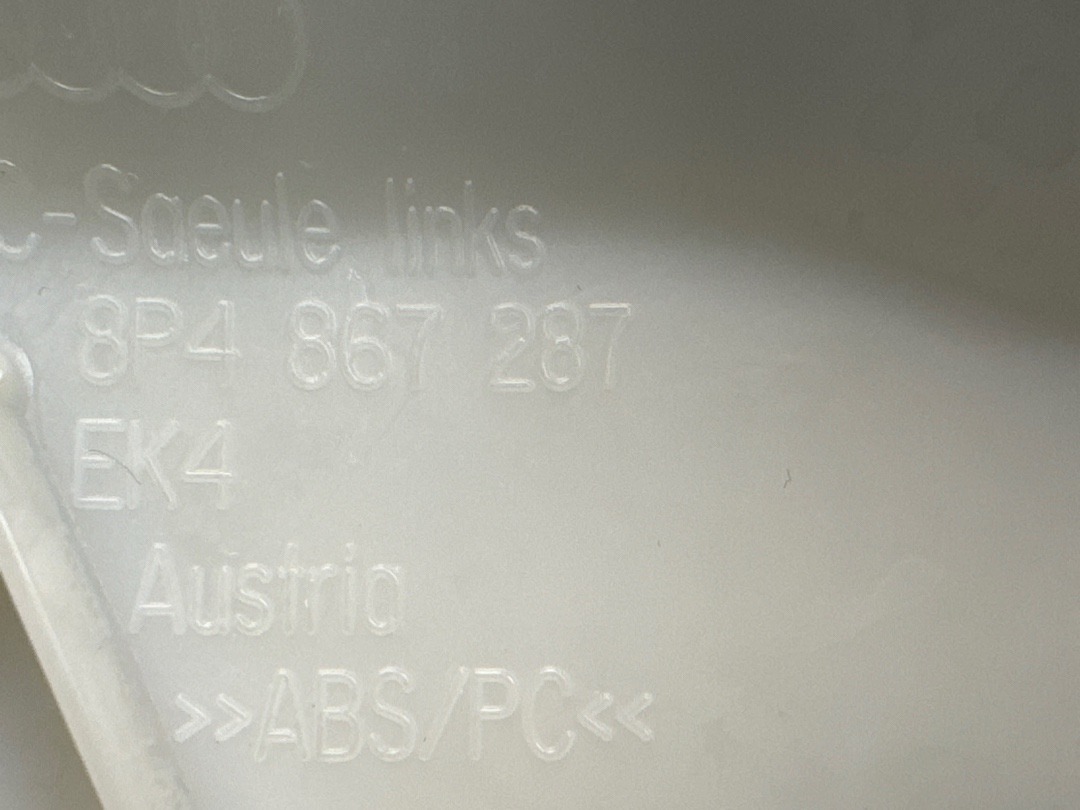 C-Saeule links
8P4 867 287
EK4
Austria
>>ABS/PC<<